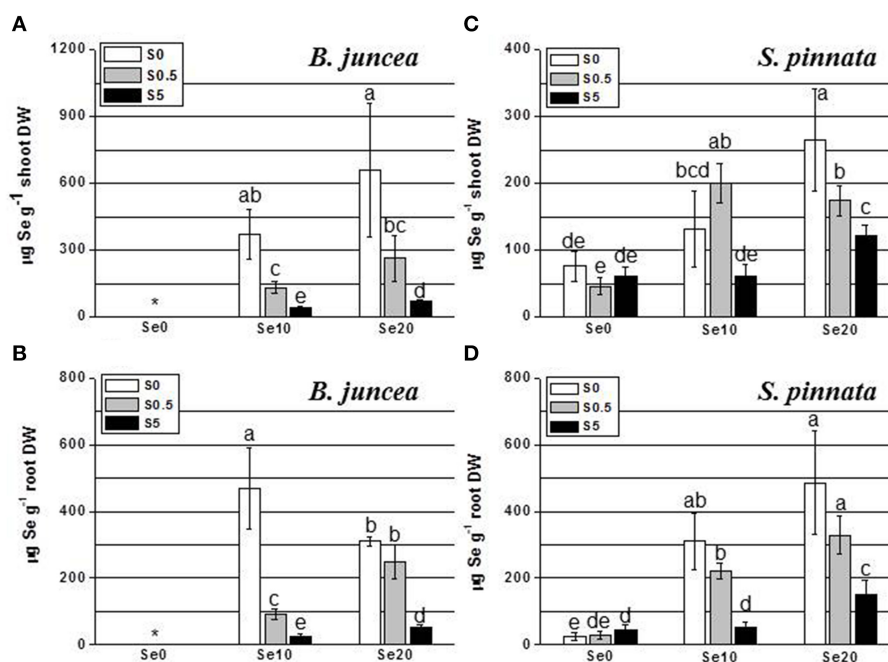 A
1200
900
600
300
0
µg Se g⁻¹ shoot DW
S0
S0.5
S5
B. juncea
*
ab
c
e
a
bc
d
Se0
Se10
Se20
C
400
350
300
200
100
0
µg Se g⁻¹ shoot DW
S0
S0.5
S5
S. pinnata
de
e
de
bcd
ab
de
a
b
c
Se0
Se10
Se20
B
800
600
400
200
0
µg Se g⁻¹ root DW
S0
S0.5
S5
B. juncea
*
a
c
e
b
b
d
Se0
Se10
Se20
D
800
600
400
200
0
µg Se g⁻¹ root DW
S0
S0.5
S5
S. pinnata
d
de
d
ab
b
d
a
a
c
Se0
Se10
Se20